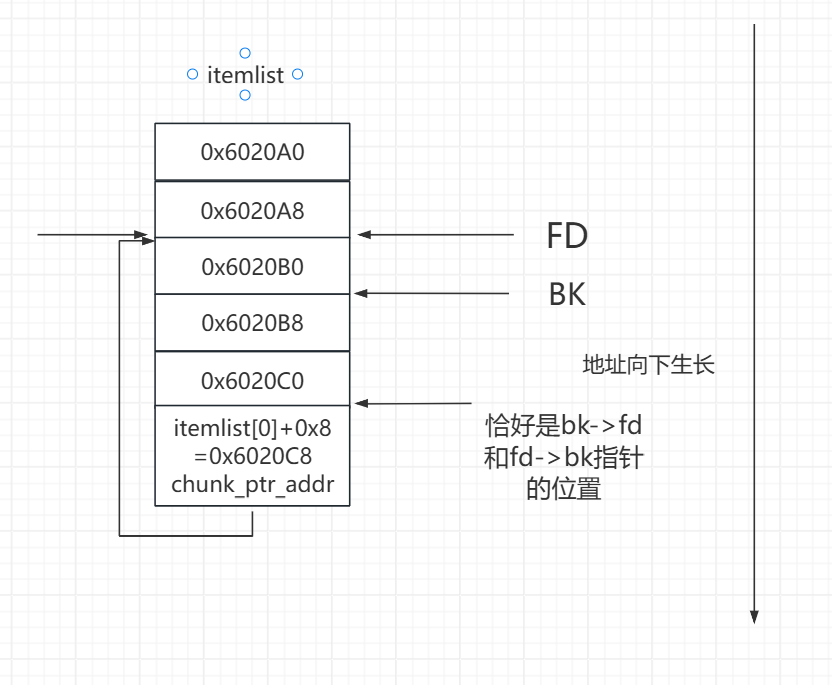 itemlist
0x6020A0
0x6020A8
FD
0x6020B0
BK
0x6020B8
地址向下生长
0x6020C0
itemlist[0]+0x8
=0x6020C8
chunk_ptr_addr
恰好是bk->fd
和fd->bk指针
的位置